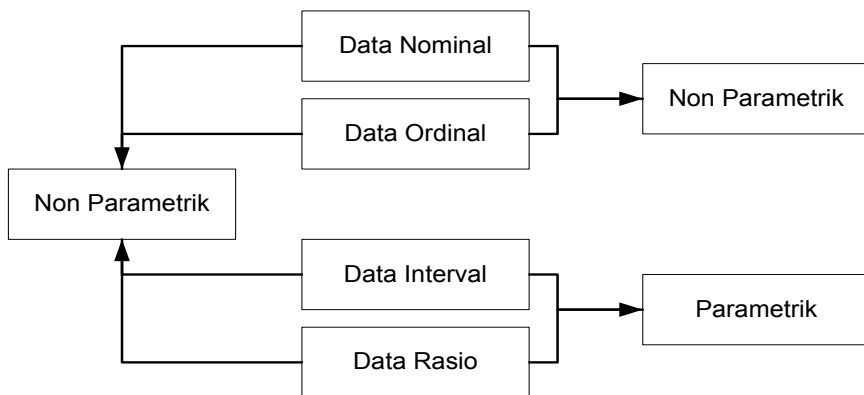 Data Nominal
Non Parametrik
Data Ordinal
Non Parametrik
Data Interval
Parametrik
Data Rasio